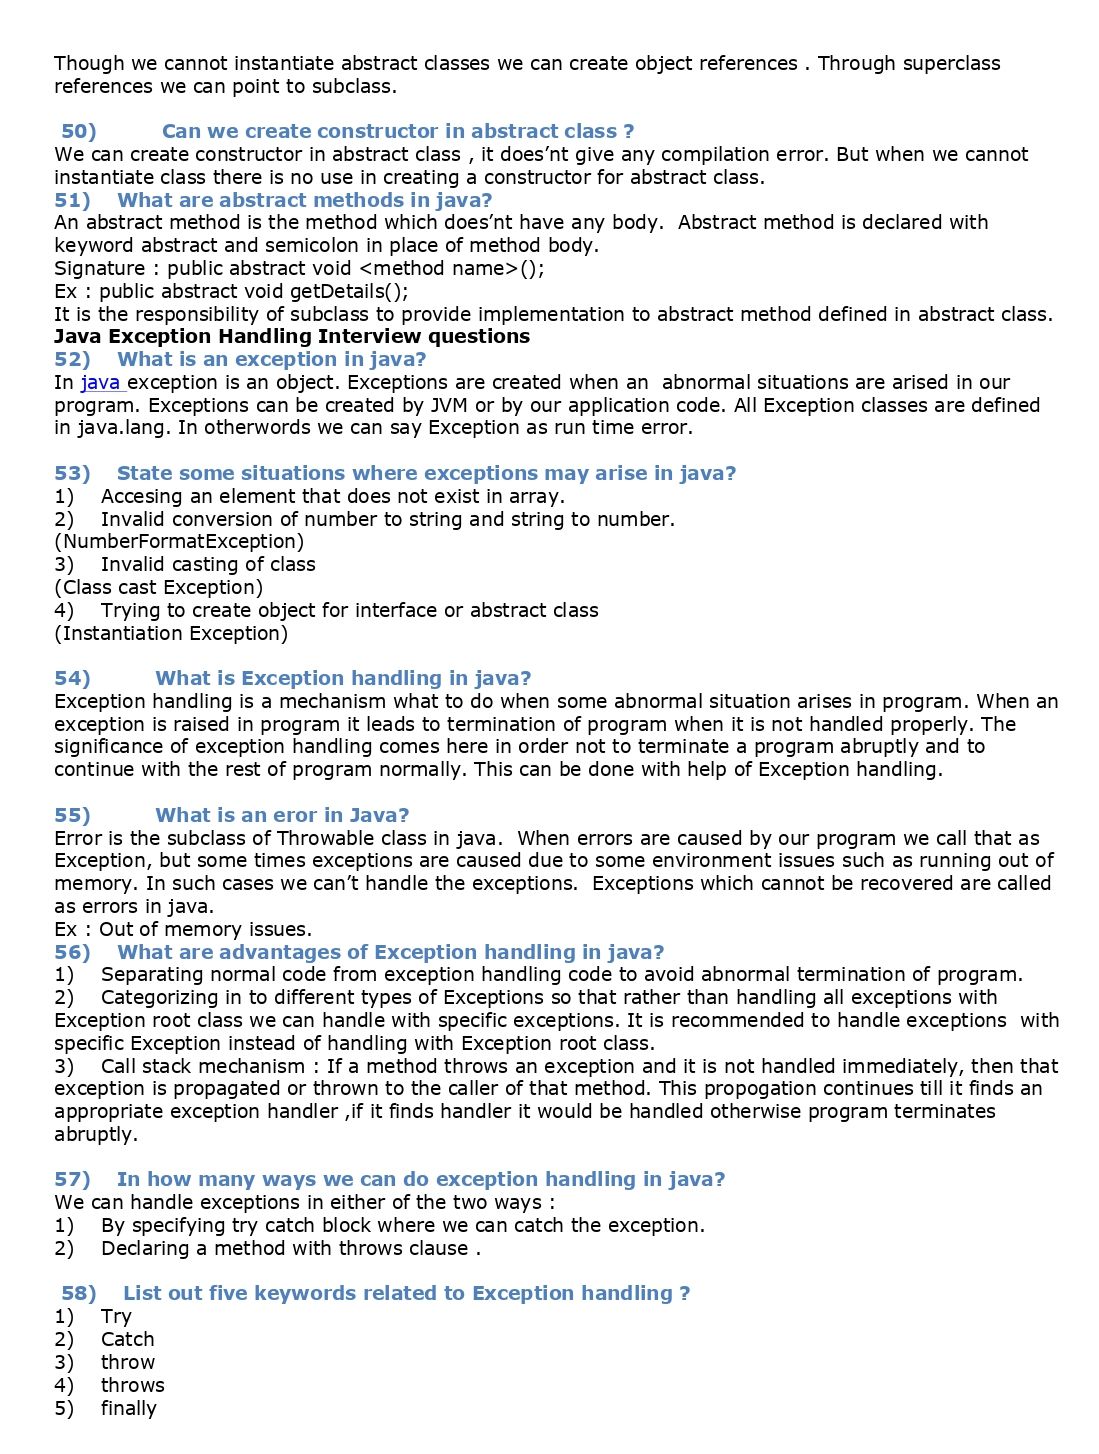 Though we cannot instantiate abstract classes we can create object references . Through superclass
references we can point to subclass.
50) Can we create constructor in abstract class ?
We can create constructor in abstract class , it does’nt give any compilation error. But when we cannot
instantiate class there is no use in creating a constructor for abstract class.
51) What are abstract methods in java?
An abstract method is the method which does’nt have any body. Abstract method is declared with
keyword abstract and semicolon in place of method body.
Signature : public abstract void <method name>();
Ex : public abstract void getDetails();
It is the responsibility of subclass to provide implementation to abstract method defined in abstract class.
Java Exception Handling Interview questions
52) What is an exception in java?
In java exception is an object. Exceptions are created when an abnormal situations are arised in our
program. Exceptions can be created by JVM or by our application code. All Exception classes are defined
in java.lang. In otherwords we can say Exception as run time error.
53) State some situations where exceptions may arise in java?
1) Accesing an element that does not exist in array.
2) Invalid conversion of number to string and string to number.
(NumberFormatException)
3) Invalid casting of class
(Class cast Exception)
4) Trying to create object for interface or abstract class
(Instantiation Exception)
54) What is Exception handling in java?
Exception handling is a mechanism what to do when some abnormal situation arises in program. When an
exception is raised in program it leads to termination of program when it is not handled properly. The
significance of exception handling comes here in order not to terminate a program abruptly and to
continue with the rest of program normally. This can be done with help of Exception handling.
55) What is an eror in Java?
Error is the subclass of Throwable class in java. When errors are caused by our program we call that as
Exception, but some times exceptions are caused due to some environment issues such as running out of
memory. In such cases we can’t handle the exceptions. Exceptions which cannot be recovered are called
as errors in java.
Ex : Out of memory issues.
56) What are advantages of Exception handling in java?
1) Separating normal code from exception handling code to avoid abnormal termination of program.
2) Categorizing in to different types of Exceptions so that rather than handling all exceptions with
Exception root class we can handle with specific exceptions. It is recommended to handle exceptions with
specific Exception instead of handling with Exception root class.
3) Call stack mechanism : If a method throws an exception and it is not handled immediately, then that
exception is propagated or thrown to the caller of that method. This propogation continues till it finds an
appropriate exception handler ,if it finds handler it would be handled otherwise program terminates
abruptly.
57) In how many ways we can do exception handling in java?
We can handle exceptions in either of the two ways :
1) By specifying try catch block where we can catch the exception.
2) Declaring a method with throws clause .
58) List out five keywords related to Exception handling ?
1) Try
2) Catch
3) throw
4) throws
5) finally